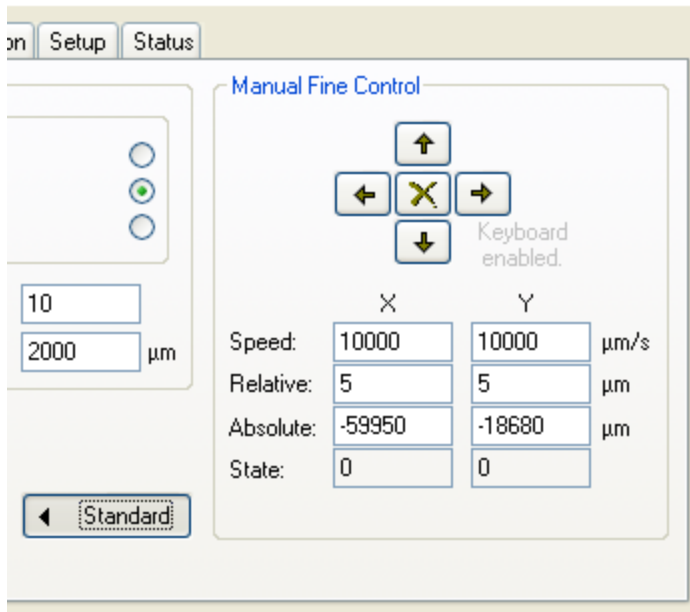 on Setup Status
Manual Fine Control
Keyboard
enabled.
X Y
10
2000 µm
Speed: 10000 10000 µm/s
Relative: 5 5 µm
Absolute: -59950 -18680 µm
State: 0 0
Standard